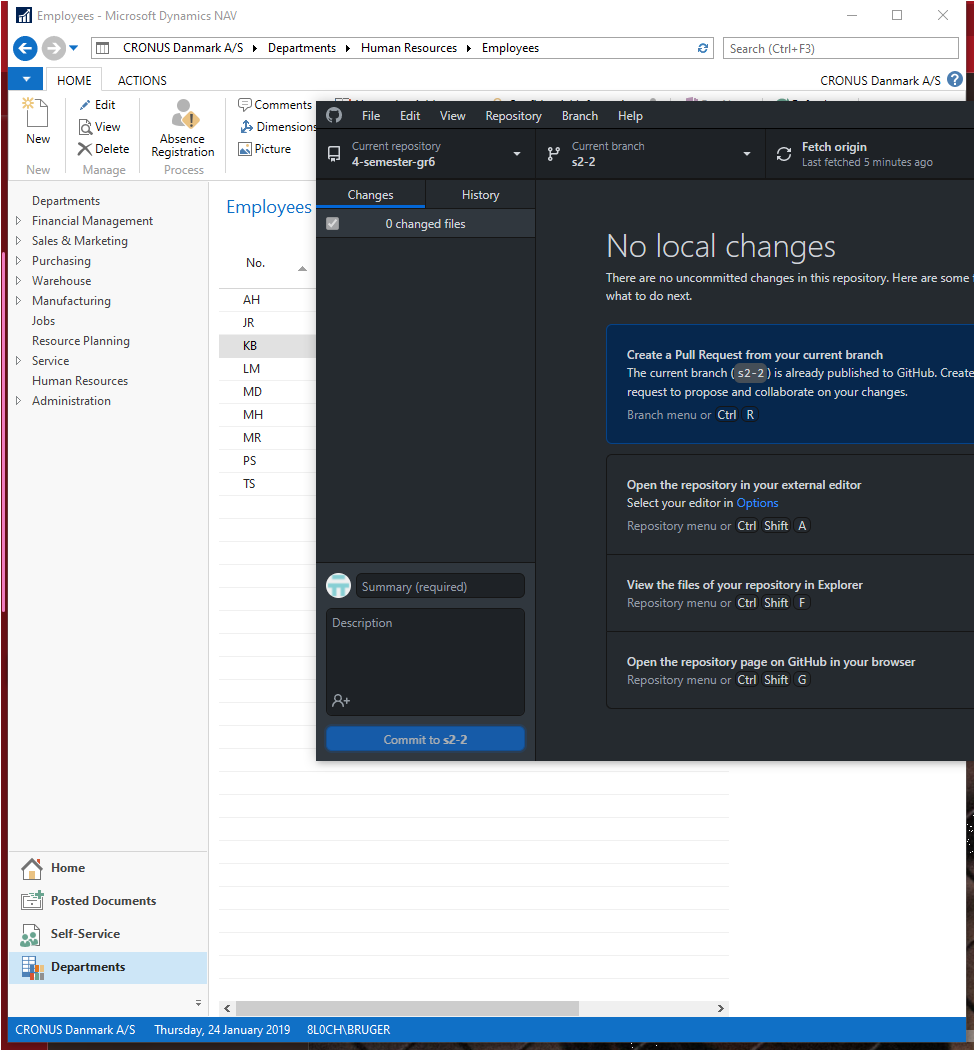 Employees - Microsoft Dynamics NAV
CRONUS Danmark A/S Departments Human Resources Employees
Search (Ctrl+F3)
HOME ACTIONS
CRONUS Danmark A/S
New
New
Edit
View
Delete
Manage
Absence
Registration
Process
Comments
Dimensions
Picture
Departments
Financial Management
Sales & Marketing
Purchasing
Warehouse
Manufacturing
Jobs
Resource Planning
Service
Human Resources
Administration
Home
Posted Documents
Self-Service
Departments
Employees
No.
AH
JR
KB
LM
MD
MH
MR
PS
TS
File Edit View Repository Branch Help
Current repository
4-semester-gr6
Current branch
s2-2
Fetch origin
Last fetched 5 minutes ago
Changes History
0 changed files
Summary (required)
Description
Commit to s2-2
No local changes
There are no uncommitted changes in this repository. Here are some
what to do next.
Create a Pull Request from your current branch
The current branch (s2-2) is already published to GitHub. Create
request to propose and collaborate on your changes.
Branch menu or Ctrl R
Open the repository in your external editor
Select your editor in Options
Repository menu or Ctrl Shift A
View the files of your repository in Explorer
Repository menu or Ctrl Shift F
Open the repository page on GitHub in your browser
Repository menu or Ctrl Shift G
CRONUS Danmark A/S Thursday, 24 January 2019 8L0CH\BRUGER